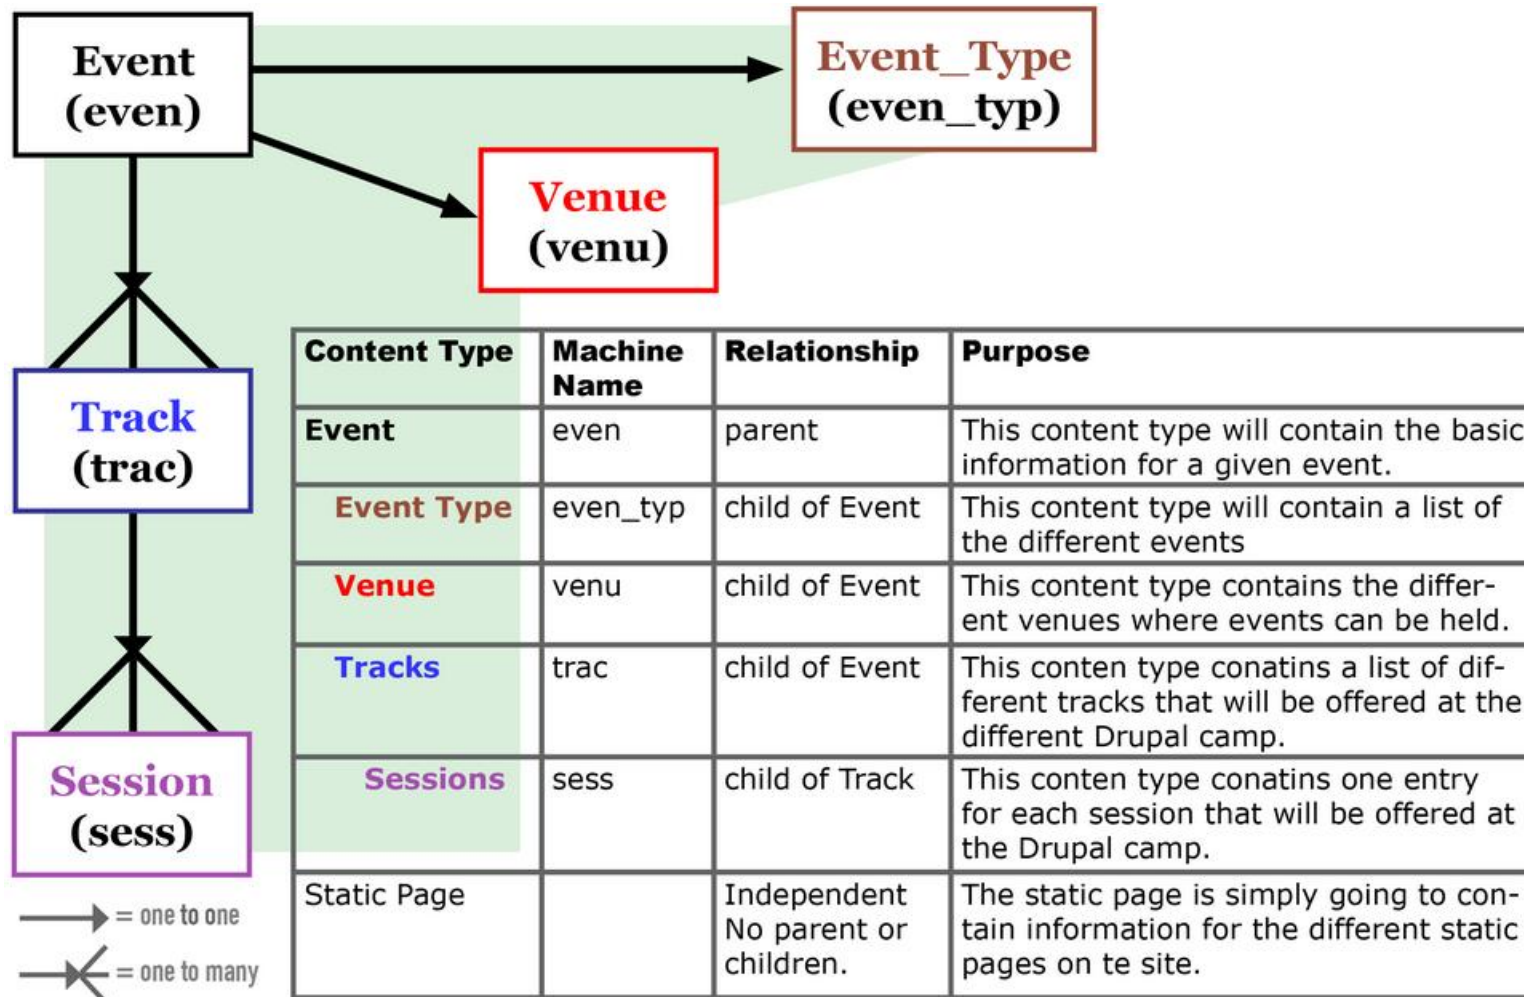 Event
(even)
Event_Type
(even_typ)
Venue
(venu)
Track
(trac)
Session
(sess)
= one to one
= one to many
Content Type Machine Name Relationship Purpose
Event even parent This content type will contain the basic
information for a given event.
Event Type even_typ child of Event This content type will contain a list of
the different events
Venue venu child of Event This content type contains the differ-
ent venues where events can be held.
Tracks trac child of Event This conten type conatins a list of dif-
ferent tracks that will be offered at the
different Drupal camp.
Sessions sess child of Track This conten type conatins one entry
for each session that will be offered at
the Drupal camp.
Static Page Independent The static page is simply going to con-
No parent or tain information for the different static
children. pages on te site.